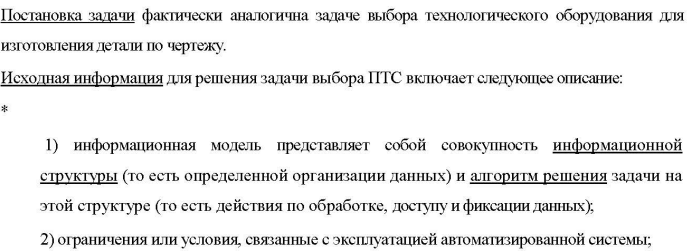 Постановка задачи фактически аналогична задаче выбора технологического оборудования для
изготовления детали по чертежу.
Исходная информация для решения задачи выбора ПТС включает следующее описание:
*
1) информационная модель представляет собой совокупность информационной
структуры (то есть определенной организации данных) и алгоритм решения задачи на
этой структуре (то есть действия по обработке, доступу и фиксации данных);
2) ограничения или условия, связанные с эксплуатацией автоматизированной системы;